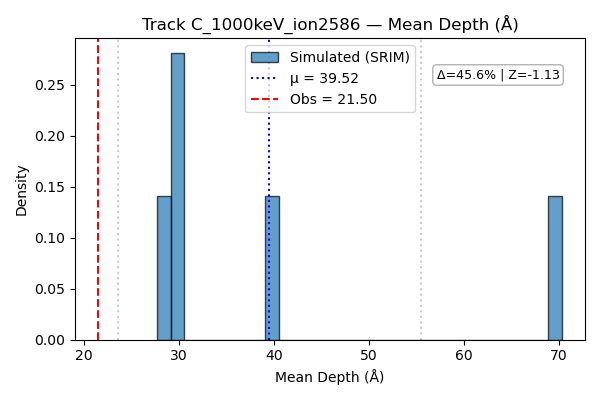 Track C_1000keV_ion2586 — Mean Depth (Å)
Simulated (SRIM)
μ = 39.52
Obs = 21.50
Δ=45.6% | Z=-1.13
Density
0.25
0.20
0.15
0.10
0.05
0.00
20 30 40 50 60 70
Mean Depth (Å)